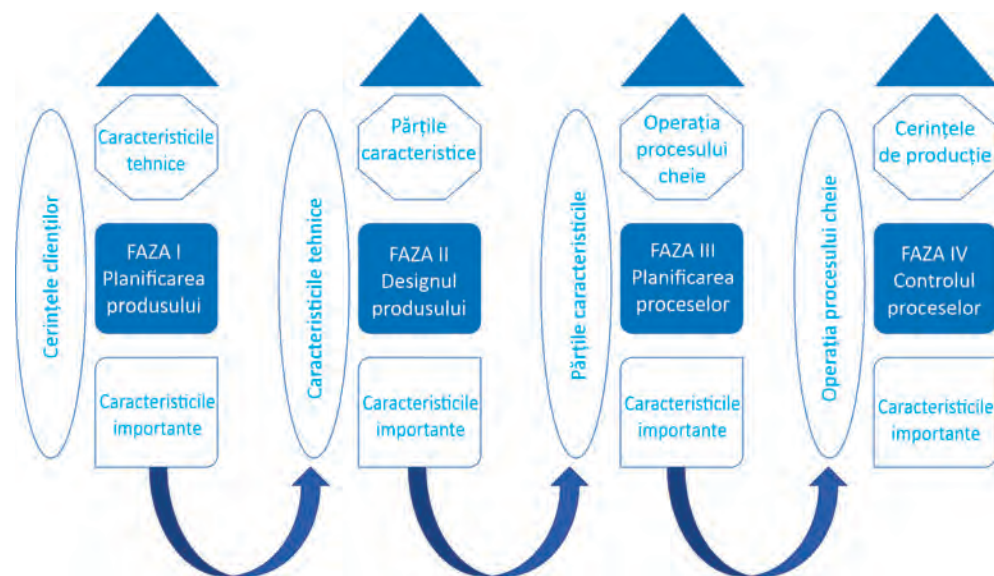 Cerințele clienților
Caracteristicile
tehnice
FAZA I
Planificarea
produsului
Caracteristicile
importante
Caracteristicile tehnice
Părțile
caracteristice
FAZA II
Designul
produsului
Caracteristicile
importante
Părțile caracteristicile
Operația
procesului
cheie
FAZA III
Planificarea
proceselor
Caracteristicile
importante
Operația procesului cheie
Cerințele
de producție
FAZA IV
Controlul
proceselor
Caracteristicile
importante